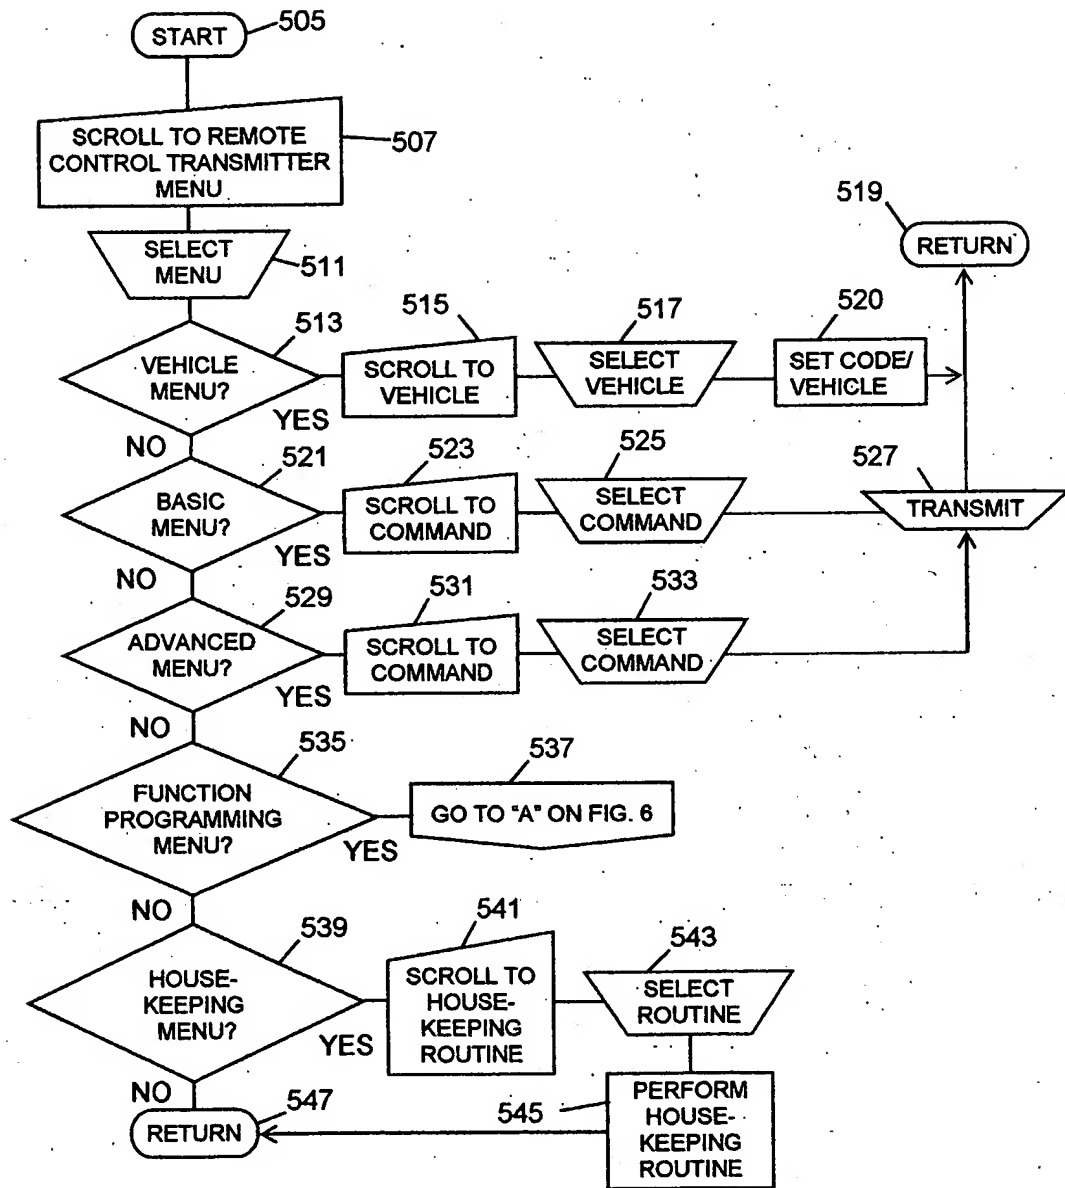 START
505
SCROLL TO REMOTE
CONTROL TRANSMITTER
MENU
507
SELECT
MENU
511
519
RETURN
VEHICLE
MENU?
513
YES
NO
515
SCROLL TO
VEHICLE
517
SELECT
VEHICLE
520
SET CODE/
VEHICLE
BASIC
MENU?
521
YES
NO
523
SCROLL TO
COMMAND
525
SELECT
COMMAND
527
TRANSMIT
ADVANCED
MENU?
529
YES
NO
531
SCROLL TO
COMMAND
533
SELECT
COMMAND
FUNCTION
PROGRAMMING
MENU?
535
YES
NO
537
GO TO "A" ON FIG. 6
HOUSE-
KEEPING
MENU?
539
YES
NO
541
SCROLL TO
HOUSE-
KEEPING
ROUTINE
543
SELECT
ROUTINE
545
PERFORM
HOUSE-
KEEPING
ROUTINE
RETURN
547